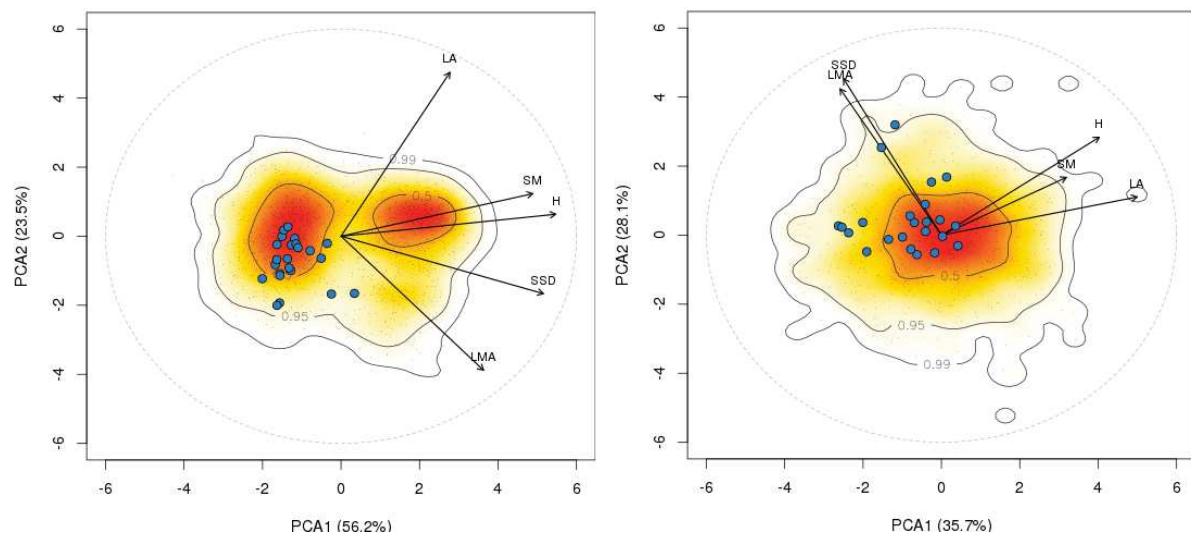 6
4
2
0
-2
-4
-6
PCA2 (23.5%)
LA
0.99
SM
0.5
H
SSD
0.95
LMA
-6 -4 -2 0 2 4 6
PCA1 (56.2%)
6
4
2
0
-2
-4
-6
PCA2 (28.1%)
SSD
LMA
H
SM
LA
0.5
0.95
0.99
-6 -4 -2 0 2 4 6
PCA1 (35.7%)